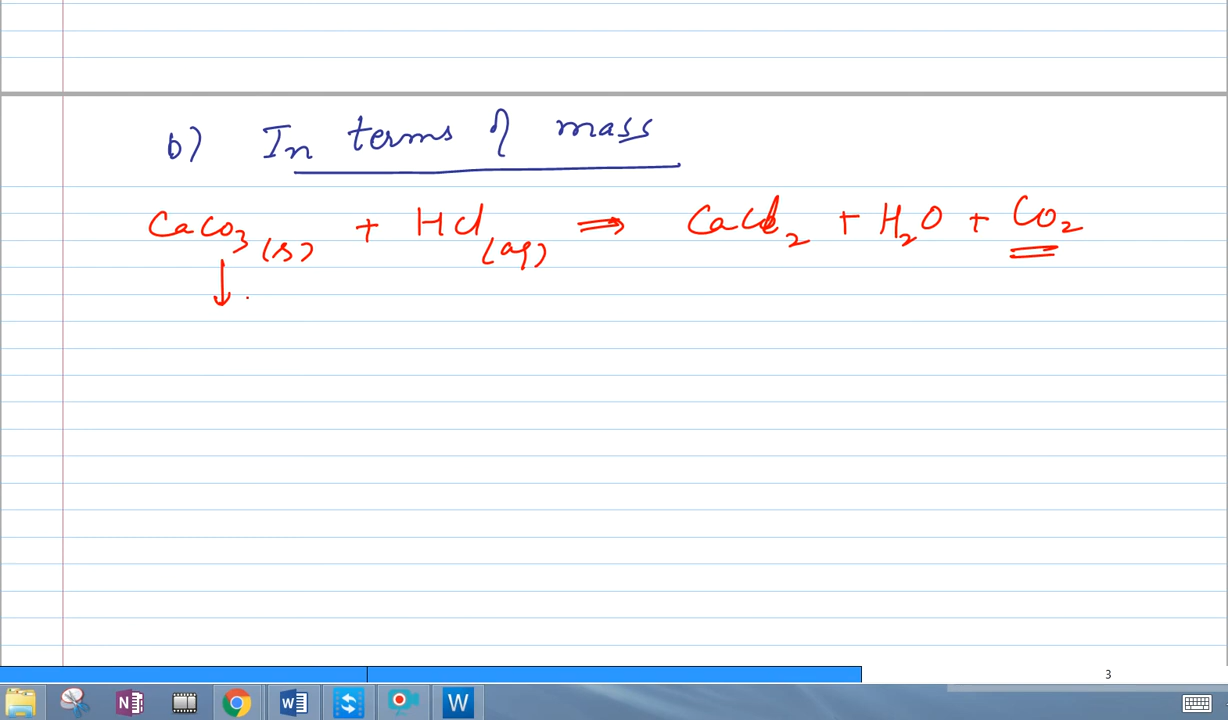 b) In terms of mass
CaCO3 (s) + HCl (aq) ⇒ CaCl2 + H2O + CO2
↓
3
N W W